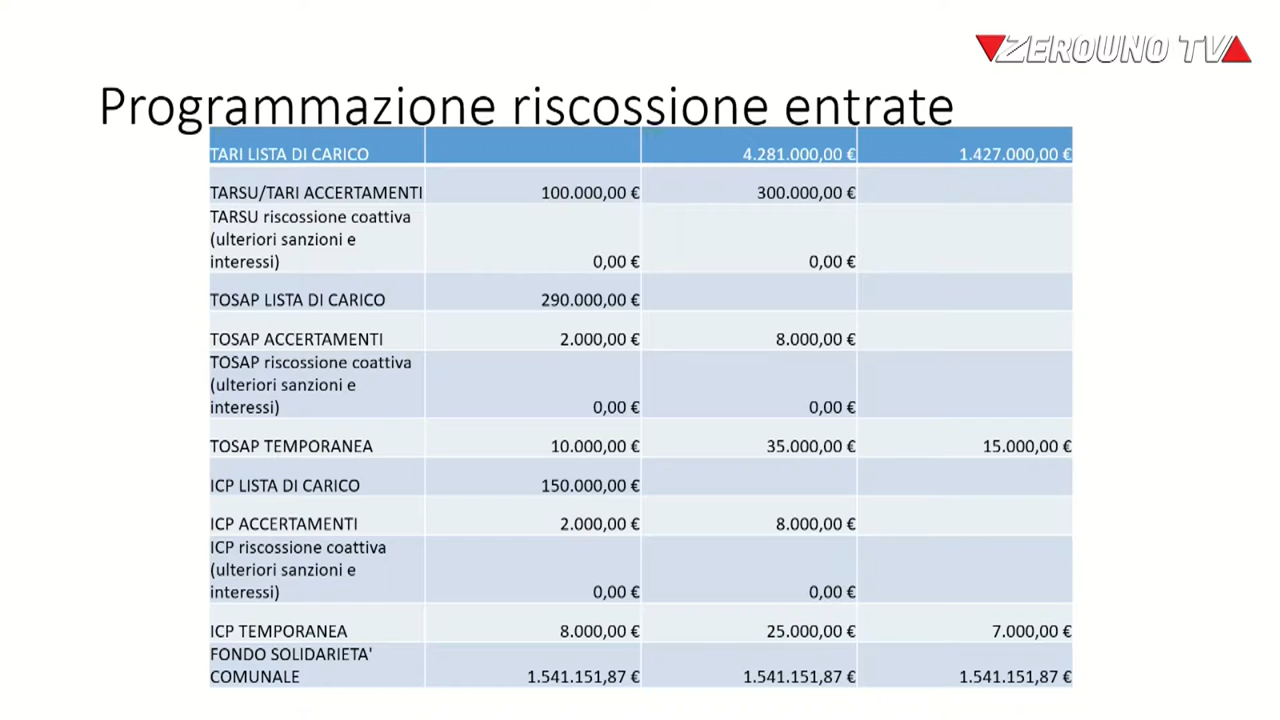 ZEROUNO TV
Programmazione riscossione entrate
TARI LISTA DI CARICO 4.281.000,00 € 1.427.000,00 €
TARSU/TARI ACCERTAMENTI 100.000,00 € 300.000,00 €
TARSU riscossione coattiva
(ulteriori sanzioni e
interessi) 0,00 € 0,00 €
TOSAP LISTA DI CARICO 290.000,00 €
TOSAP ACCERTAMENTI 2.000,00 € 8.000,00 €
TOSAP riscossione coattiva
(ulteriori sanzioni e
interessi) 0,00 € 0,00 €
TOSAP TEMPORANEA 10.000,00 € 35.000,00 € 15.000,00 €
ICP LISTA DI CARICO 150.000,00 €
ICP ACCERTAMENTI 2.000,00 € 8.000,00 €
ICP riscossione coattiva
(ulteriori sanzioni e
interessi) 0,00 € 0,00 €
ICP TEMPORANEA 8.000,00 € 25.000,00 € 7.000,00 €
FONDO SOLIDARIETA'
COMUNALE 1.541.151,87 € 1.541.151,87 € 1.541.151,87 €